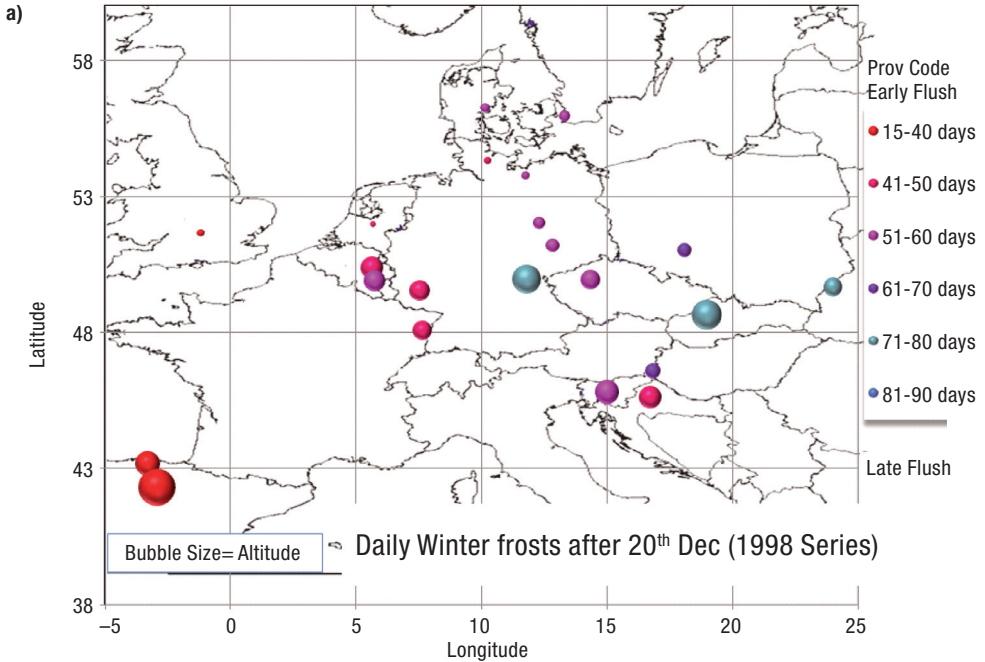 a)
58
53
48
43
38
Latitude
−5
0
5
10
15
20
25
Longitude
Prov Code
Early Flush
15-40 days
41-50 days
51-60 days
61-70 days
71-80 days
81-90 days
Late Flush
Bubble Size= Altitude
Daily Winter frosts after 20th Dec (1998 Series)